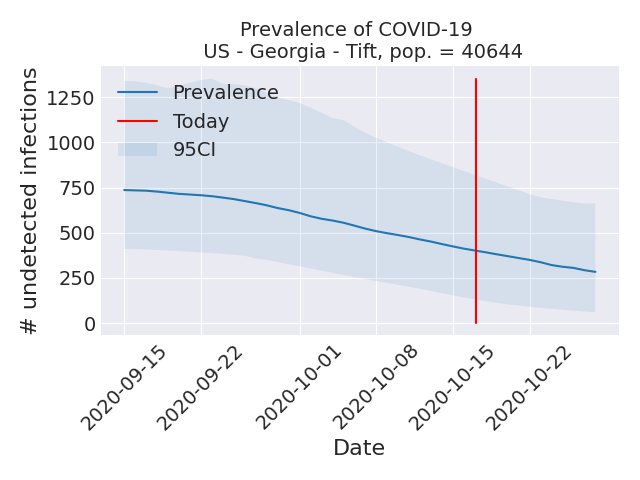 Prevalence of COVID-19
US - Georgia - Tift, pop. = 40644
# undetected infections
1250
1000
750
500
250
0
Prevalence
Today
95CI
2020-09-15
2020-09-22
2020-10-01
2020-10-08
2020-10-15
2020-10-22
Date